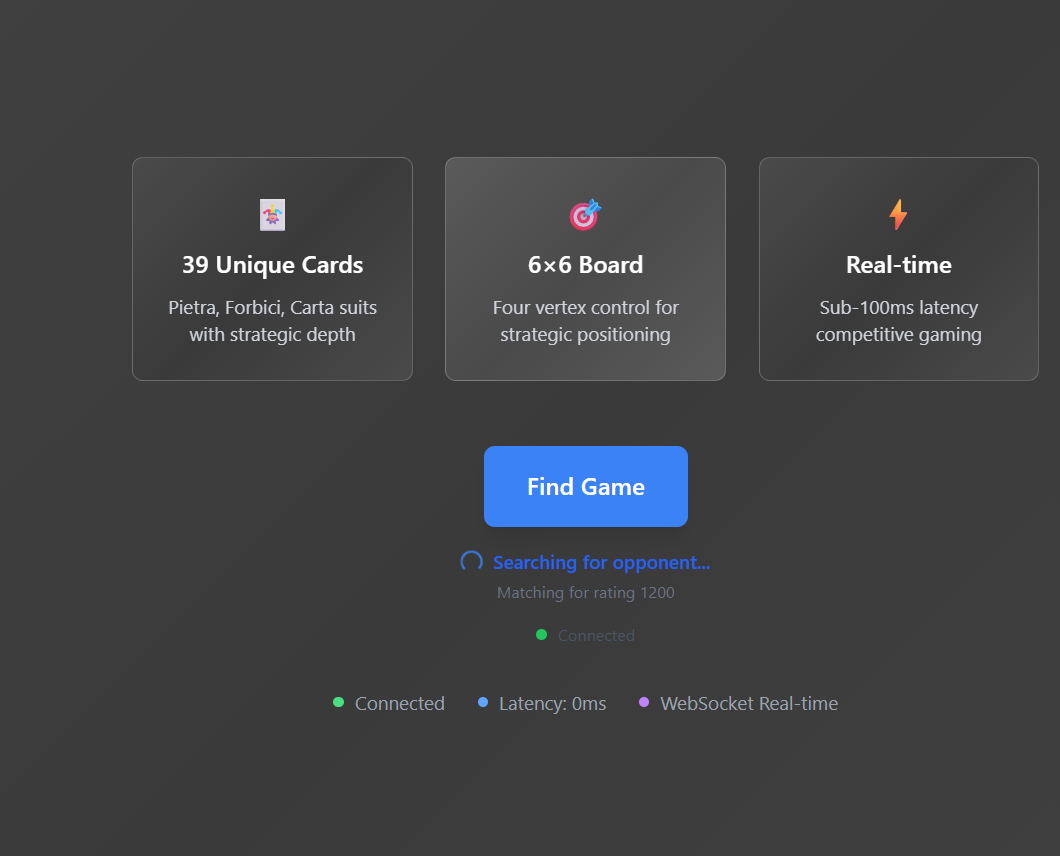 39 Unique Cards
Pietra, Forbici, Carta suits
with strategic depth
6×6 Board
Four vertex control for
strategic positioning
Real-time
Sub-100ms latency
competitive gaming
Find Game
Searching for opponent...
Matching for rating 1200
Connected
Connected
Latency: 0ms
WebSocket Real-time